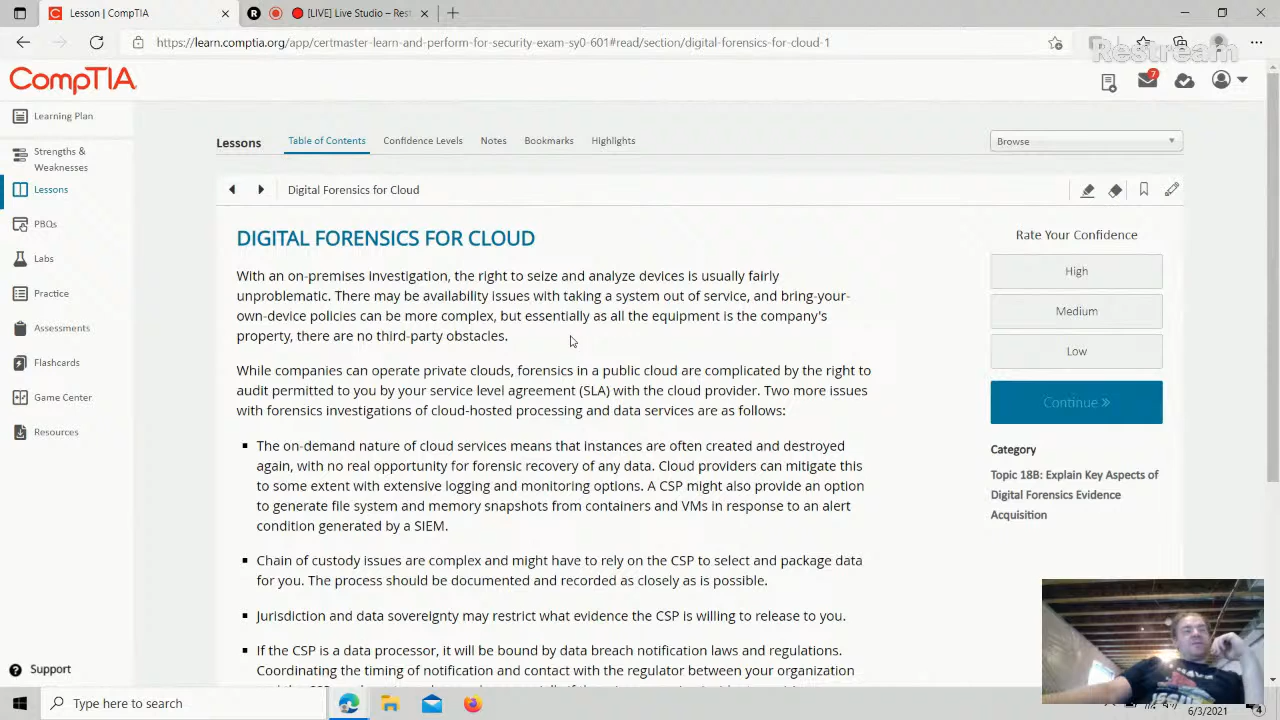 Lesson | CompTIA
[LIVE] Live Studio – Rest
https://learn.comptia.org/app/certmaster-learn-and-perform-for-security-exam-sy0-601#read/section/digital-forensics-for-cloud-1
Restream
CompTIA.
7
Learning Plan
Strengths &
Weaknesses
Lessons
PBQs
Labs
Practice
Assessments
Flashcards
Game Center
Resources
Support
Lessons
Table of Contents
Confidence Levels
Notes
Bookmarks
Highlights
Browse
Digital Forensics for Cloud
DIGITAL FORENSICS FOR CLOUD
With an on-premises investigation, the right to seize and analyze devices is usually fairly
unproblematic. There may be availability issues with taking a system out of service, and bring-your-
own-device policies can be more complex, but essentially as all the equipment is the company's
property, there are no third-party obstacles.
While companies can operate private clouds, forensics in a public cloud are complicated by the right to
audit permitted to you by your service level agreement (SLA) with the cloud provider. Two more issues
with forensics investigations of cloud-hosted processing and data services are as follows:
The on-demand nature of cloud services means that instances are often created and destroyed
again, with no real opportunity for forensic recovery of any data. Cloud providers can mitigate this
to some extent with extensive logging and monitoring options. A CSP might also provide an option
to generate file system and memory snapshots from containers and VMs in response to an alert
condition generated by a SIEM.
Chain of custody issues are complex and might have to rely on the CSP to select and package data
for you. The process should be documented and recorded as closely as is possible.
Jurisdiction and data sovereignty may restrict what evidence the CSP is willing to release to you.
If the CSP is a data processor, it will be bound by data breach notification laws and regulations.
Coordinating the timing of notification and contact with the regulator between your organization
Rate Your Confidence
High
Medium
Low
Continue »
Category
Topic 18B: Explain Key Aspects of
Digital Forensics Evidence
Acquisition
Type here to search
6/3/2021
4